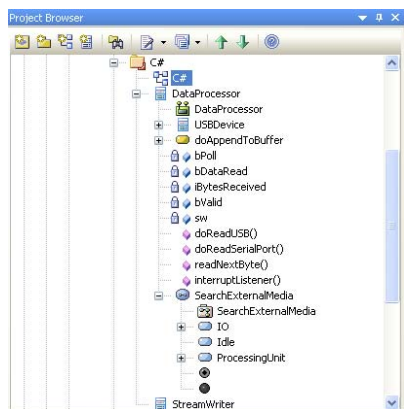 Project Browser
C#
C#
DataProcessor
DataProcessor
USBDevice
doAppendToBuffer
bPoll
bDataRead
iBytesReceived
bValid
sw
doReadUSB()
doReadSerialPort()
readNextByte()
interruptListener()
SearchExternalMedia
SearchExternalMedia
IO
Idle
ProcessingUnit
StreamWriter